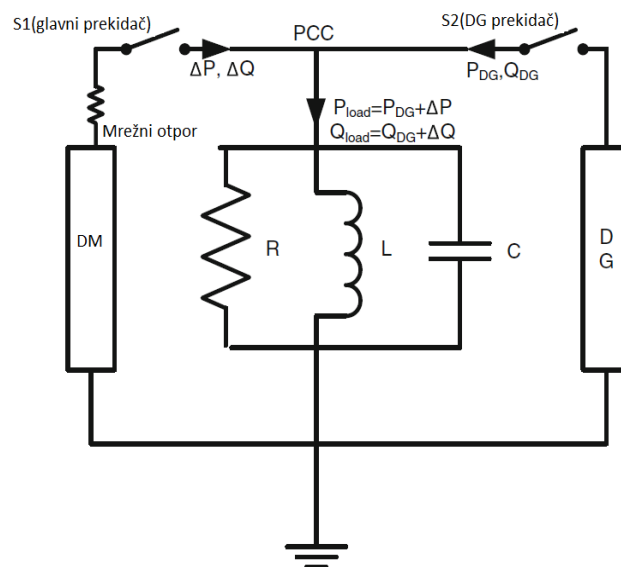 S1(glavni prekidač)
PCC
S2(DG prekidač)
ΔP, ΔQ
P_DG,Q_DG
Mrežni otpor
P_load=P_DG+ΔP
Q_load=Q_DG+ΔQ
DM
R
L
C
D
G